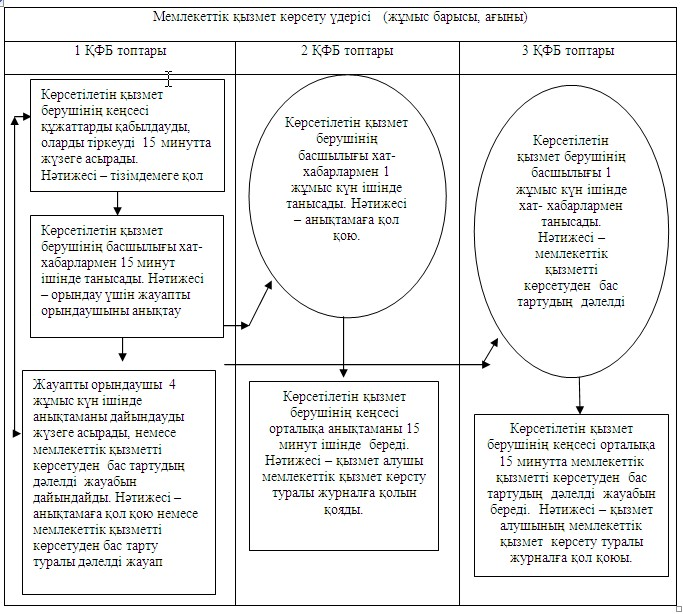 Мемлекеттік қызмет көрсету үдерісі (жұмыс барысы, ағыны)
1 ҚФБ топтары
2 ҚФБ топтары
3 ҚФБ топтары
Көрсетілетін қызмет
берушінің кеңсесі
құжаттарды қабылдауды,
оларды тіркеуді 15 минутта
жүзеге асырады.
Нәтижесі – тізімдемеге қол
Көрсетілетін қызмет
берушінің басшылығы хат-
хабарлармен 15 минут
ішінде танысады. Нәтижесі
– орындау үшін жауапты
орындаушыны анықтау
Жауапты орындаушы 4
жұмыс күн ішінде
анықтаманы дайындауды
жүзеге асырады, немесе
мемлекеттік қызметті
көрсетуден бас тартудың
дәлелді жауабын
дайындайды. Нәтижесі –
анықтамаға қол қою немесе
мемлекеттік қызметті
көрсетуден бас тарту
туралы дәлелді жауап
Көрсетілетін қызмет
берушінің
басшылығы хат-
хабарлармен 1
жұмыс күн ішінде
танысады. Нәтижесі
– анықтамаға қол
қою.
Көрсетілетін қызмет
берушінің кеңсесі
орталықа анықтаманы 15
минут ішінде береді.
Нәтижесі – қызмет алушы
мемлекеттік қызмет көрсту
туралы журналға қолын
қояды.
Көрсетілетін
қызмет берушінің
басшылығы 1
жұмыс күн ішінде
хат- хабарлармен
танысады.
Нәтижесі –
мемлекеттік
қызметті
көрсетуден бас
тартудың дәлелді
Көрсетілетін қызмет
берушінің кеңсесі орталықа
15 минутта мемлекеттік
қызметті көрсетуден бас
тартудың дәлелді жауабын
береді. Нәтижесі – қызмет
алушының мемлекеттік
қызмет көрсету туралы
журналға қол қоюы.